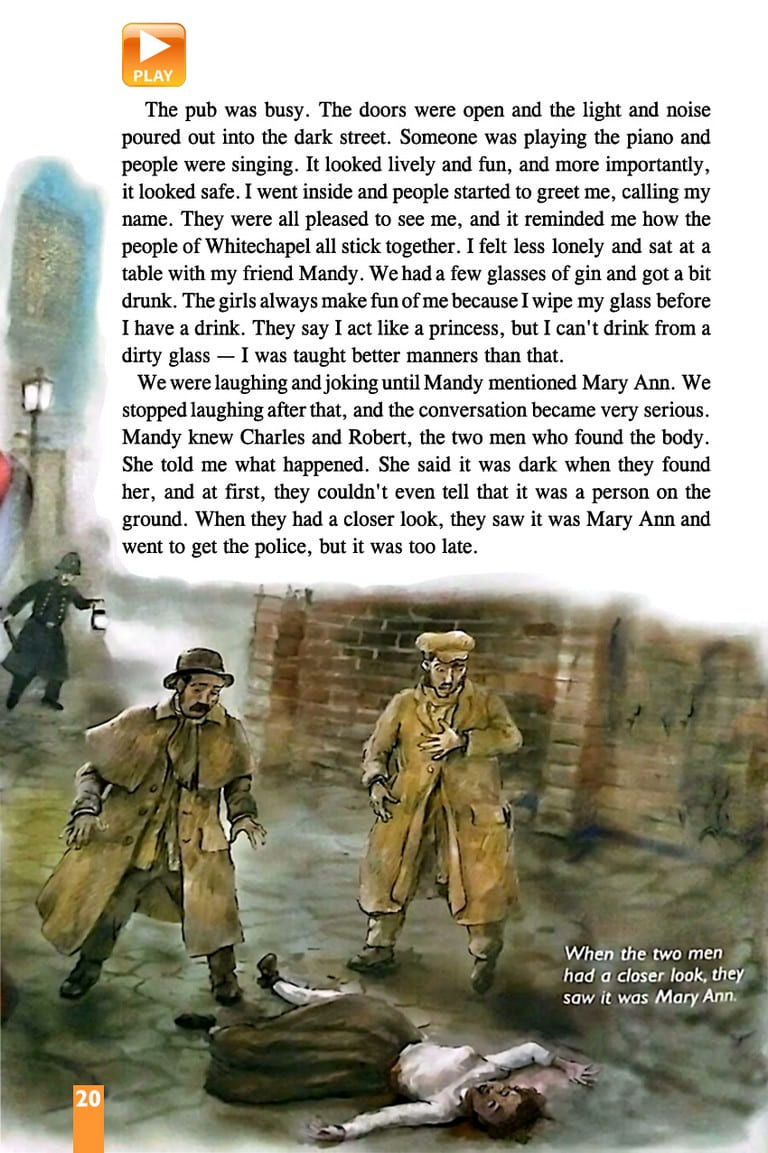 PLAY
The pub was busy. The doors were open and the light and noise
poured out into the dark street. Someone was playing the piano and
people were singing. It looked lively and fun, and more importantly,
it looked safe. I went inside and people started to greet me, calling my
name. They were all pleased to see me, and it reminded me how the
people of Whitechapel all stick together. I felt less lonely and sat at a
table with my friend Mandy. We had a few glasses of gin and got a bit
drunk. The girls always make fun of me because I wipe my glass before
I have a drink. They say I act like a princess, but I can't drink from a
dirty glass — I was taught better manners than that.
We were laughing and joking until Mandy mentioned Mary Ann. We
stopped laughing after that, and the conversation became very serious.
Mandy knew Charles and Robert, the two men who found the body.
She told me what happened. She said it was dark when they found
her, and at first, they couldn't even tell that it was a person on the
ground. When they had a closer look, they saw it was Mary Ann and
went to get the police, but it was too late.
When the two men
had a closer look, they
saw it was Mary Ann.
20